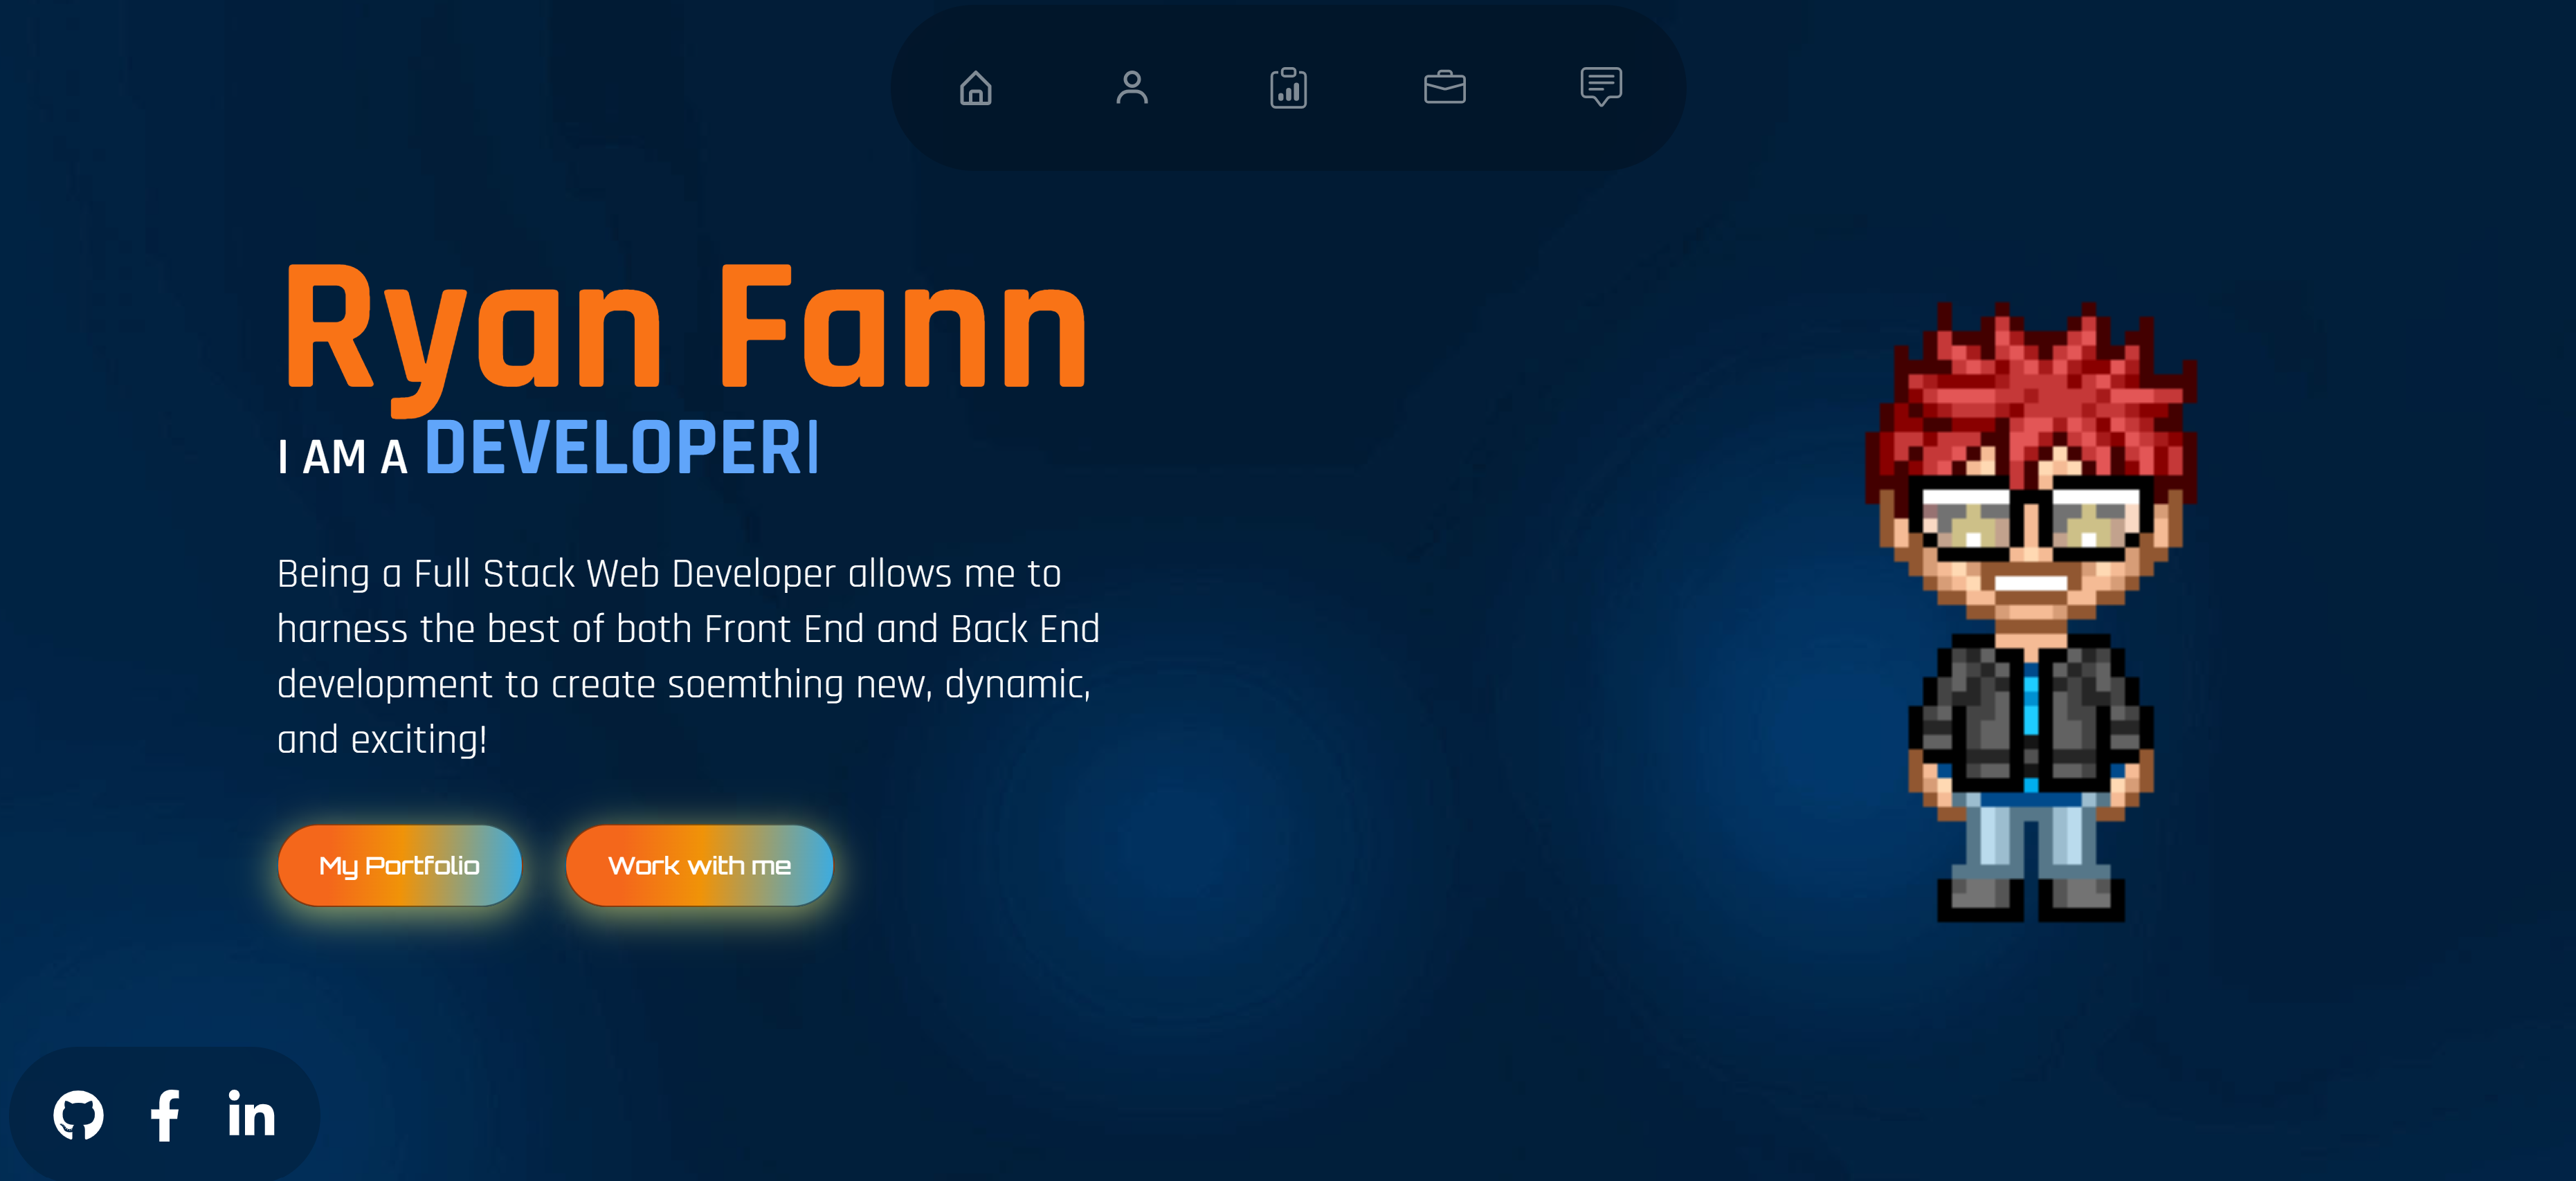 Ryan Fann
I AM A DEVELOPER|
Being a Full Stack Web Developer allows me to
harness the best of both Front End and Back End
development to create soemthing new, dynamic,
and exciting!
My Portfolio
Work with me